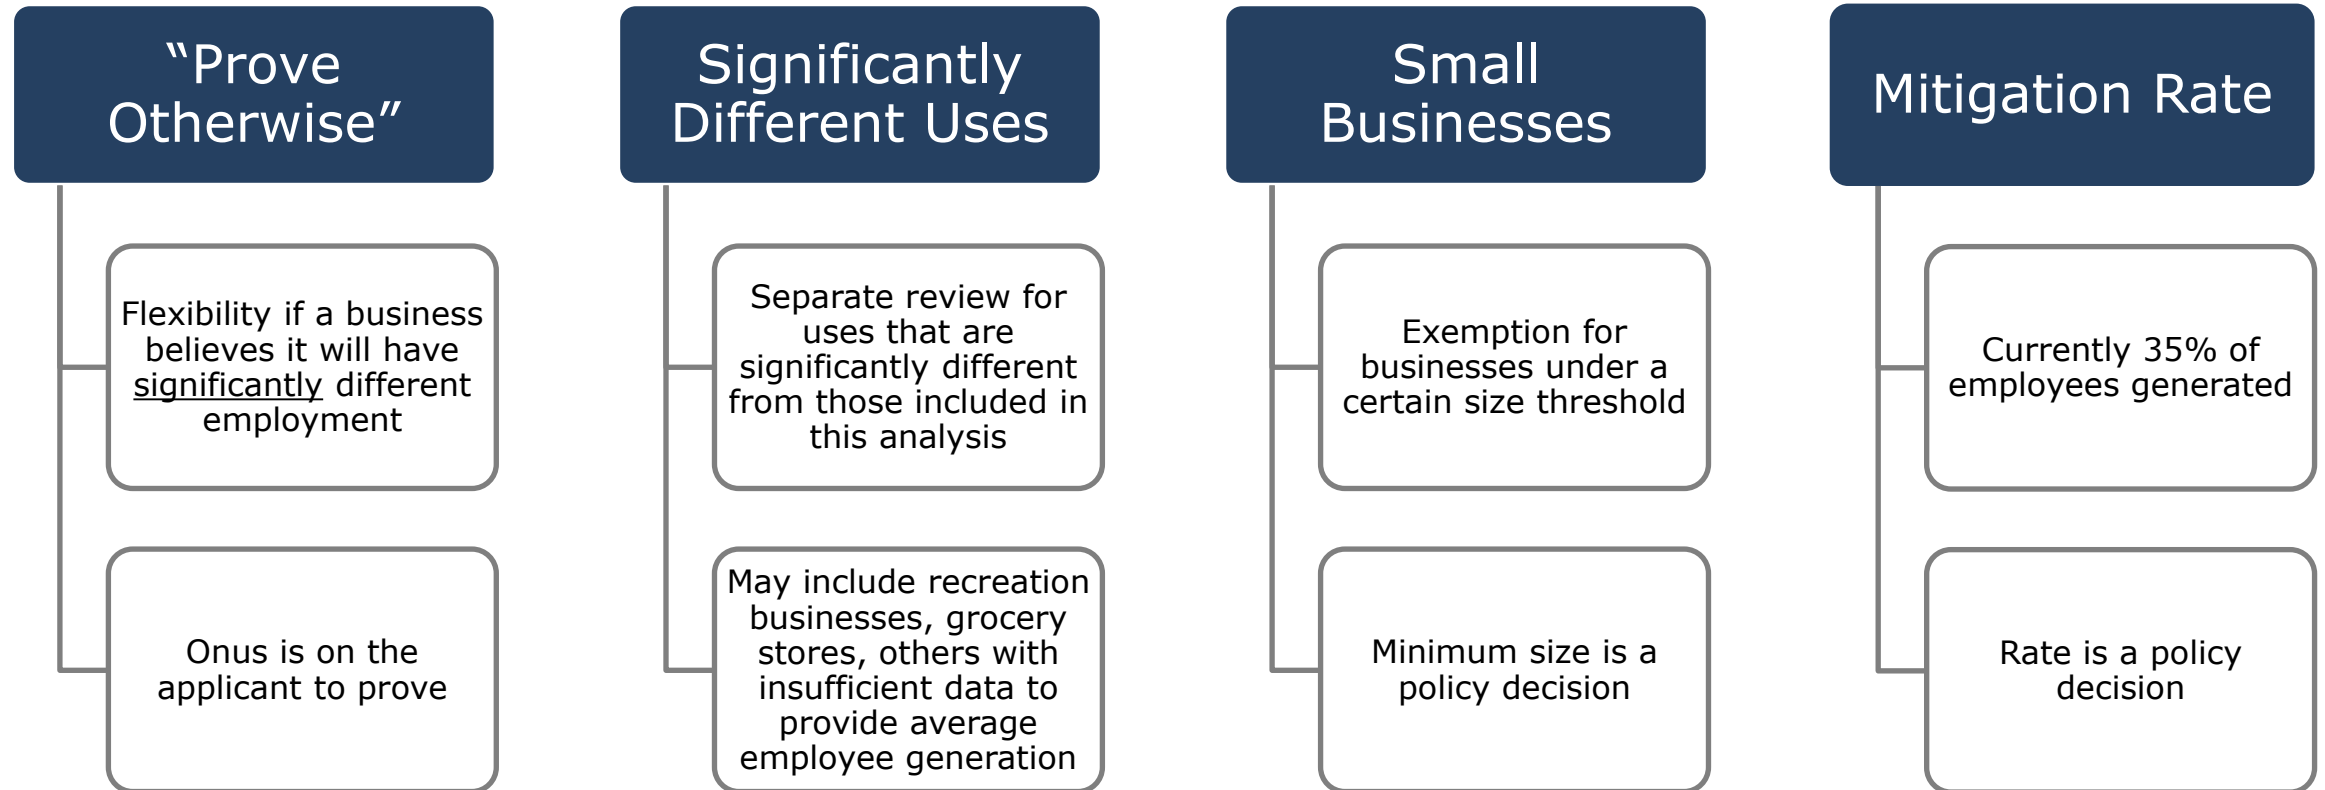 “Prove
Otherwise”
Flexibility if a business
believes it will have
significantly different
employment
Onus is on the
applicant to prove
Significantly
Different Uses
Separate review for
uses that are
significantly different
from those included in
this analysis
May include recreation
businesses, grocery
stores, others with
insufficient data to
provide average
employee generation
Small
Businesses
Exemption for
businesses under a
certain size threshold
Minimum size is a
policy decision
Mitigation Rate
Currently 35% of
employees generated
Rate is a policy
decision